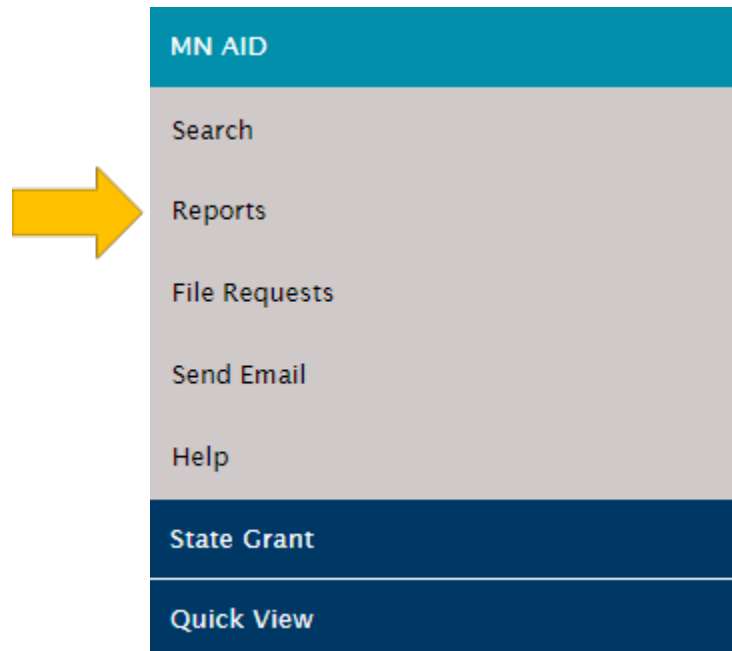 MN AID
Search
Reports
File Requests
Send Email
Help
State Grant
Quick View